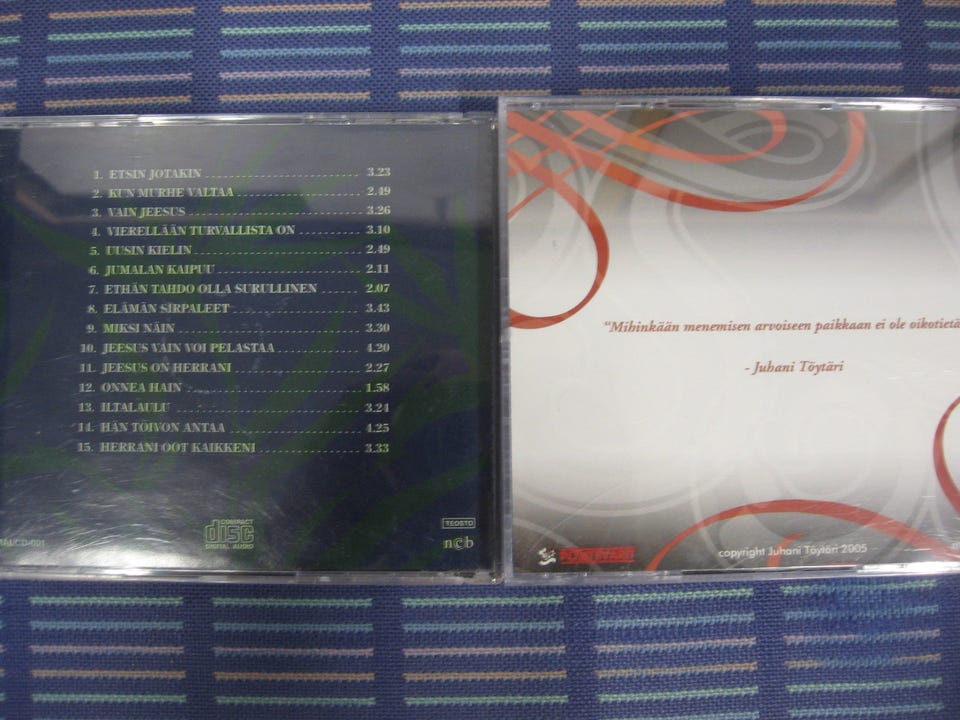 1. ETSIN JOTAKIN 3.23
2. KUN MURHE VALTAA 2.49
3. VAIN JEESUS 3.26
4. VIERELLÄÄN TURVALLISTA ON 3.10
5. UUSIN KIELIN 2.49
6. JUMALAN KAIPUU 2.11
7. ETHÄN TAHDO OLLA SURULLINEN 2.07
8. ELÄMÄN SIRPALEET 3.43
9. MIKSI NÄIN 3.30
10. JEESUS VAIN VOI PELASTAA 4.20
11. JEESUS ON HERRANI 2.27
12. ONNEA HAIN 1.58
13. ILTALAULU 3.24
14. HÄN TOIVON ANTAA 4.25
15. HERRANI OOT KAIKKENI 3.33
COMPACT
disc
DIGITAL AUDIO
TEOSTO
ncb
"Mihinkään menemisen arvoiseen paikkaan ei ole oikotietä
- Juhani Töytäri
copyright Juhani Töytäri 2005